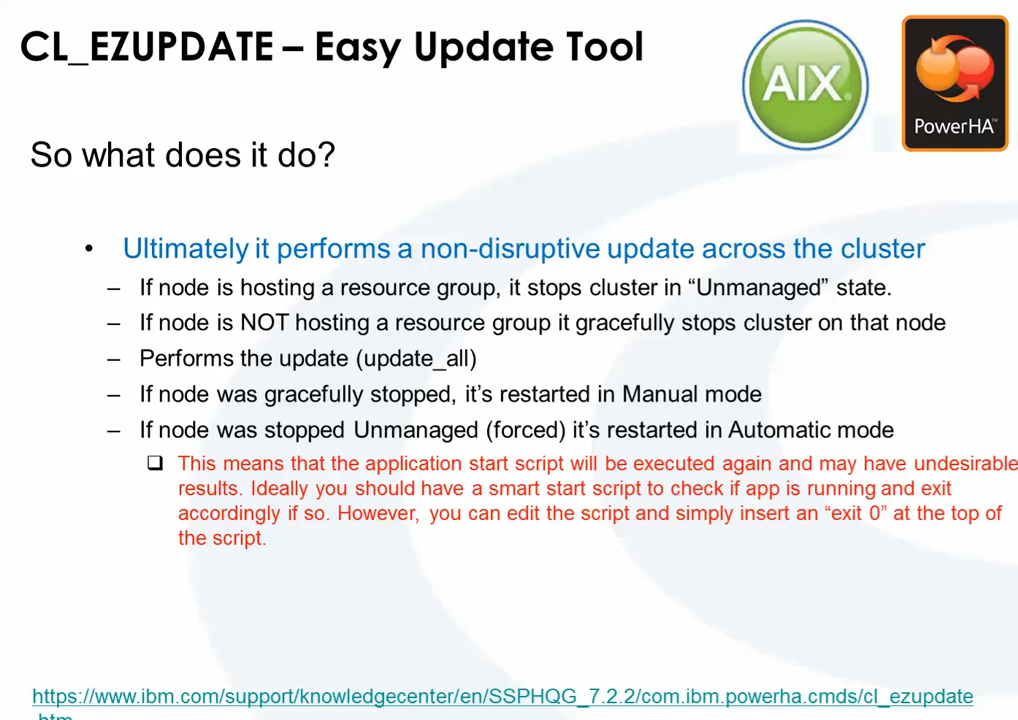 CL_EZUPDATE – Easy Update Tool
AIX
PowerHA™
So what does it do?
• Ultimately it performs a non-disruptive update across the cluster
– If node is hosting a resource group, it stops cluster in “Unmanaged” state.
– If node is NOT hosting a resource group it gracefully stops cluster on that node
– Performs the update (update_all)
– If node was gracefully stopped, it’s restarted in Manual mode
– If node was stopped Unmanaged (forced) it’s restarted in Automatic mode
❑ This means that the application start script will be executed again and may have undesirable
results. Ideally you should have a smart start script to check if app is running and exit
accordingly if so. However, you can edit the script and simply insert an “exit 0” at the top of
the script.
https://www.ibm.com/support/knowledgecenter/en/SSPHQG_7.2.2/com.ibm.powerha.cmds/cl_ezupdate